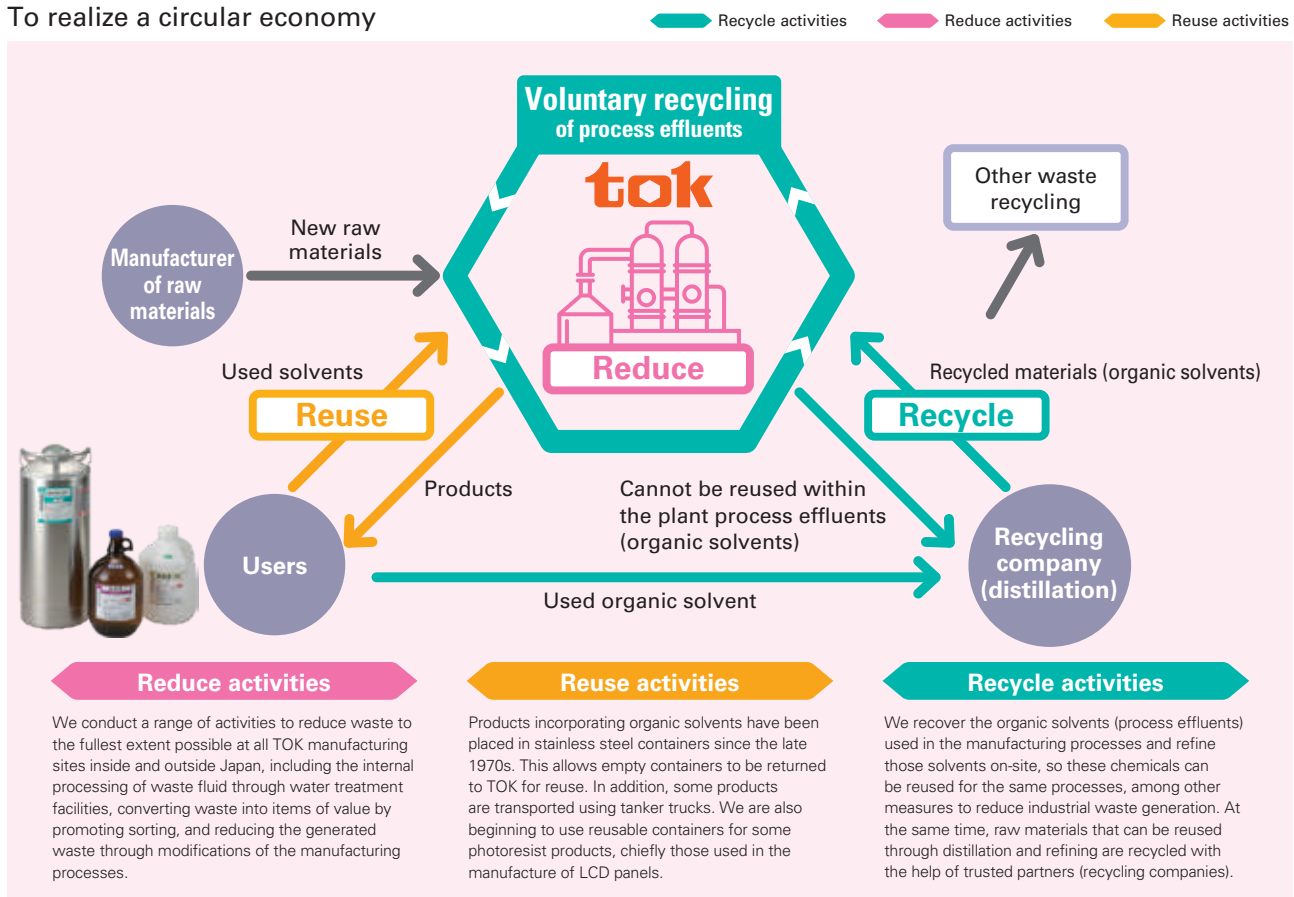 To realize a circular economy
Recycle activities
Reduce activities
Reuse activities
Voluntary recycling
of process effluents
tok
Other waste
recycling
New raw
materials
Manufacturer
of raw
materials
Reduce
Used solvents
Recycled materials (organic solvents)
Reuse
Recycle
Products
Cannot be reused within
the plant process effluents
(organic solvents)
Users
Recycling
company
(distillation)
Used organic solvent
Reduce activities
We conduct a range of activities to reduce waste to
the fullest extent possible at all TOK manufacturing
sites inside and outside Japan, including the internal
processing of waste fluid through water treatment
facilities, converting waste into items of value by
promoting sorting, and reducing the generated
waste through modifications of the manufacturing
processes.
Reuse activities
Products incorporating organic solvents have been
placed in stainless steel containers since the late
1970s. This allows empty containers to be returned
to TOK for reuse. In addition, some products
are transported using tanker trucks. We are also
beginning to use reusable containers for some
photoresist products, chiefly those used in the
manufacture of LCD panels.
Recycle activities
We recover the organic solvents (process effluents)
used in the manufacturing processes and refine
those solvents on-site, so these chemicals can
be reused for the same processes, among other
measures to reduce industrial waste generation. At
the same time, raw materials that can be reused
through distillation and refining are recycled with
the help of trusted partners (recycling companies).